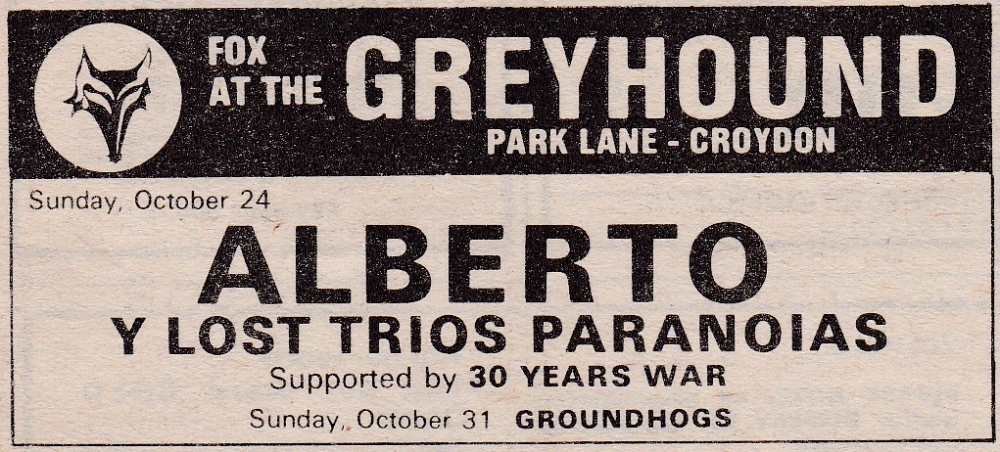 FOX
AT THE
GREYHOUND
PARK LANE - CROYDON
Sunday, October 24
ALBERTO
Y LOST TRIOS PARANOIAS
Supported by 30 YEARS WAR
Sunday, October 31 GROUNDHOGS